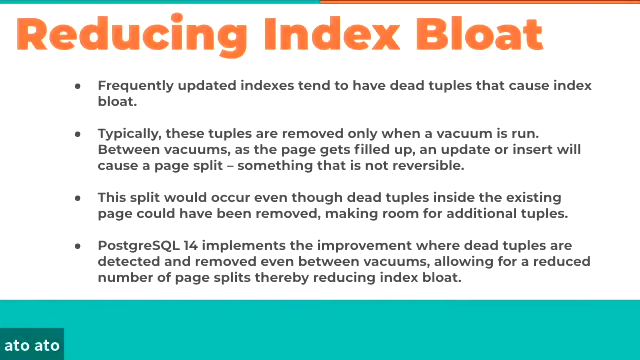 Reducing Index Bloat
● Frequently updated indexes tend to have dead tuples that cause index
bloat.
● Typically, these tuples are removed only when a vacuum is run.
Between vacuums, as the page gets filled up, an update or insert will
cause a page split – something that is not reversible.
● This split would occur even though dead tuples inside the existing
page could have been removed, making room for additional tuples.
● PostgreSQL 14 implements the improvement where dead tuples are
detected and removed even between vacuums, allowing for a reduced
number of page splits thereby reducing index bloat.
ato ato